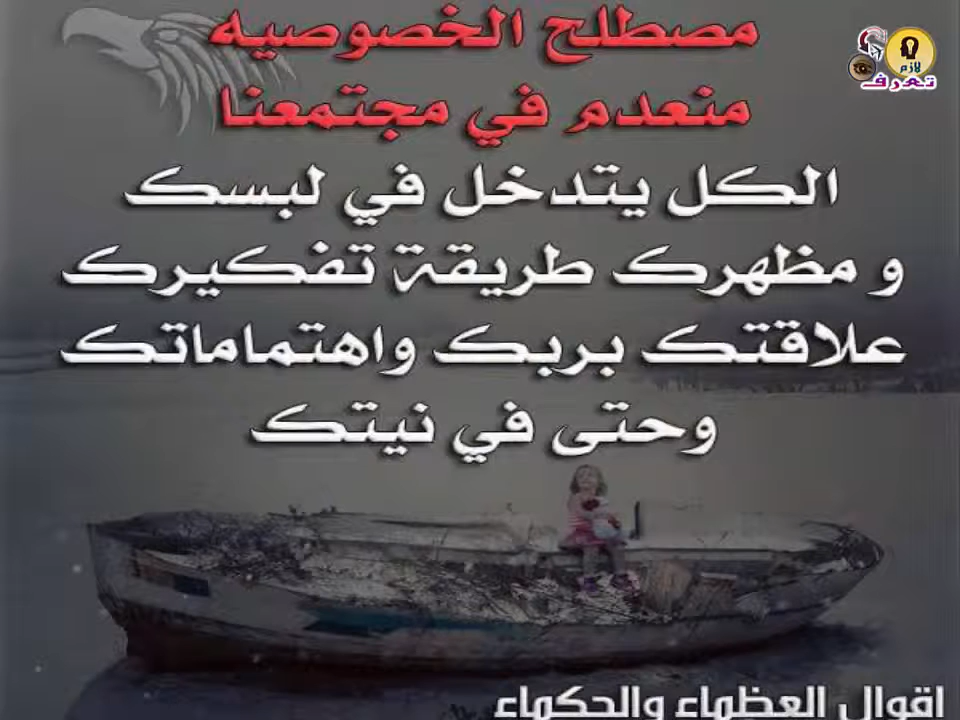 مصطلح الخصوصيه
منعدم في مجتمعنا
الكل يتدخل في لبسك
و مظهرك طريقة تفكيرك
علاقتك بربك واهتماماتك
وحتى في نيتك
لازم
تعرف
اقوال العظماء والحكماء